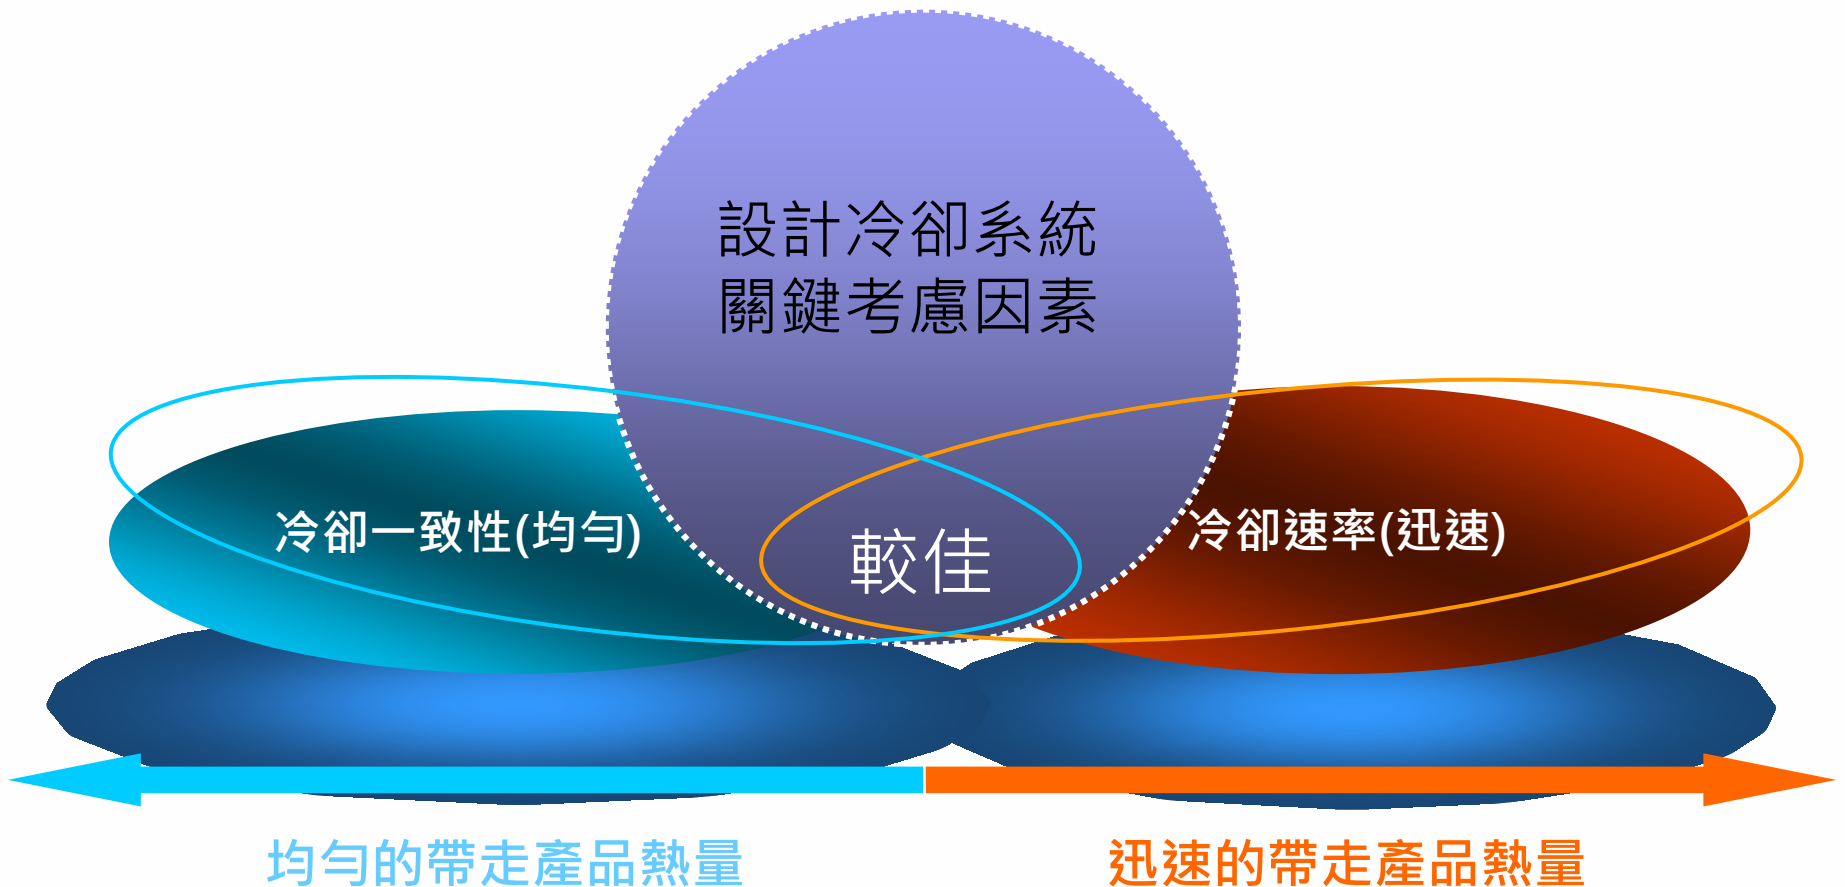 設計冷卻系統
關鍵考慮因素
冷卻一致性(均勻)
較佳
冷卻速率(迅速)
均勻的帶走產品熱量
迅速的帶走產品熱量